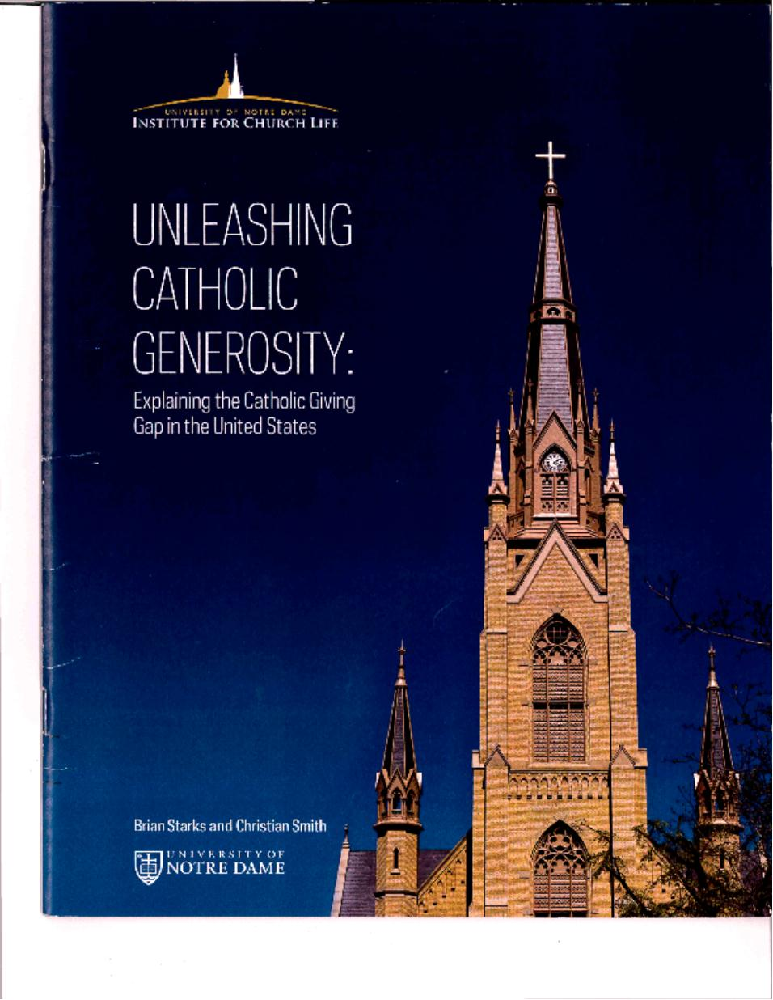 UNIVERSITY OF NOTRE DAME
INSTITUTE FOR CHURCH LIFE
UNLEASHING
CATHOLIC
GENEROSITY:
Explaining the Catholic Giving
Gap in the United States
Brian Starks and Christian Smith
UNIVERSITY OF
NOTRE DAME